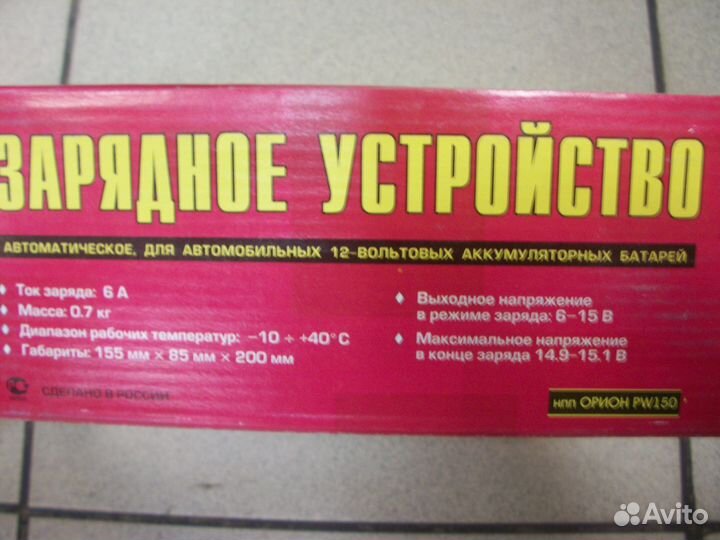 ЗАРЯДНОЕ УСТРОЙСТВО
АВТОМАТИЧЕСКОЕ, ДЛЯ АВТОМОБИЛЬНЫХ 12-ВОЛЬТОВЫХ АККУМУЛЯТОРНЫХ БАТАРЕЙ
Ток заряда: 6 А
Масса: 0.7 кг
Диапазон рабочих температур: −10 ÷ +40°С
Габариты: 155 мм × 85 мм × 200 мм
Выходное напряжение
в режиме заряда: 6-15 В
Максимальное напряжение
в конце заряда 14.9-15.1 В
СДЕЛАНО В РОССИИ
НПП ОРИОН PW150
Avito